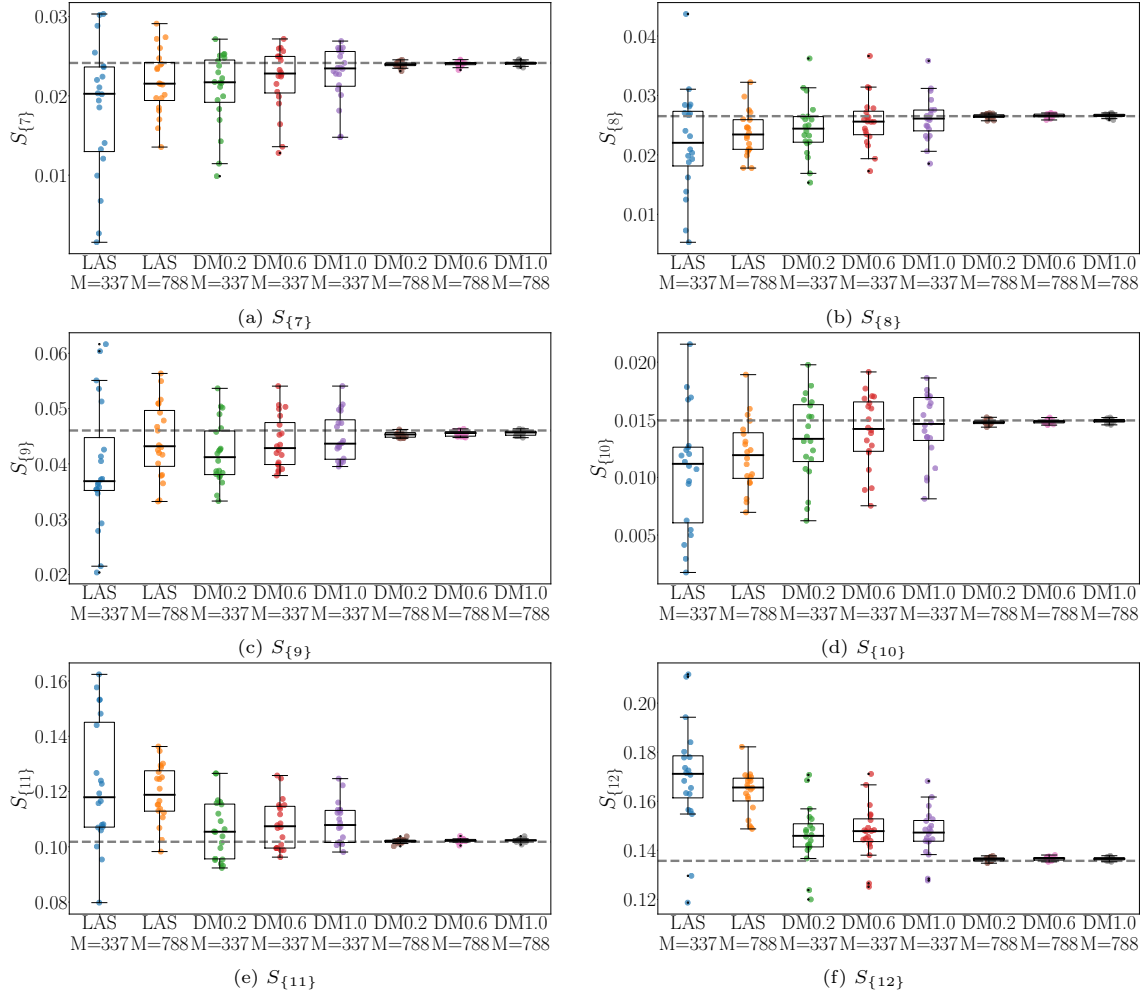 0.03
0.02
0.01
S{7}
LAS LAS DM0.2 DM0.6 DM1.0 DM0.2 DM0.6 DM1.0
M=337 M=788 M=337 M=337 M=337 M=788 M=788 M=788
(a) S{7}
0.04
0.03
0.02
0.01
S{8}
LAS LAS DM0.2 DM0.6 DM1.0 DM0.2 DM0.6 DM1.0
M=337 M=788 M=337 M=337 M=337 M=788 M=788 M=788
(b) S{8}
0.06
0.05
0.04
0.03
0.02
S{9}
LAS LAS DM0.2 DM0.6 DM1.0 DM0.2 DM0.6 DM1.0
M=337 M=788 M=337 M=337 M=337 M=788 M=788 M=788
(c) S{9}
0.020
0.015
0.010
0.005
S{10}
LAS LAS DM0.2 DM0.6 DM1.0 DM0.2 DM0.6 DM1.0
M=337 M=788 M=337 M=337 M=337 M=788 M=788 M=788
(d) S{10}
0.16
0.14
0.12
0.10
0.08
S{11}
LAS LAS DM0.2 DM0.6 DM1.0 DM0.2 DM0.6 DM1.0
M=337 M=788 M=337 M=337 M=337 M=788 M=788 M=788
(e) S{11}
0.20
0.18
0.16
0.14
0.12
S{12}
LAS LAS DM0.2 DM0.6 DM1.0 DM0.2 DM0.6 DM1.0
M=337 M=788 M=337 M=337 M=337 M=788 M=788 M=788
(f) S{12}